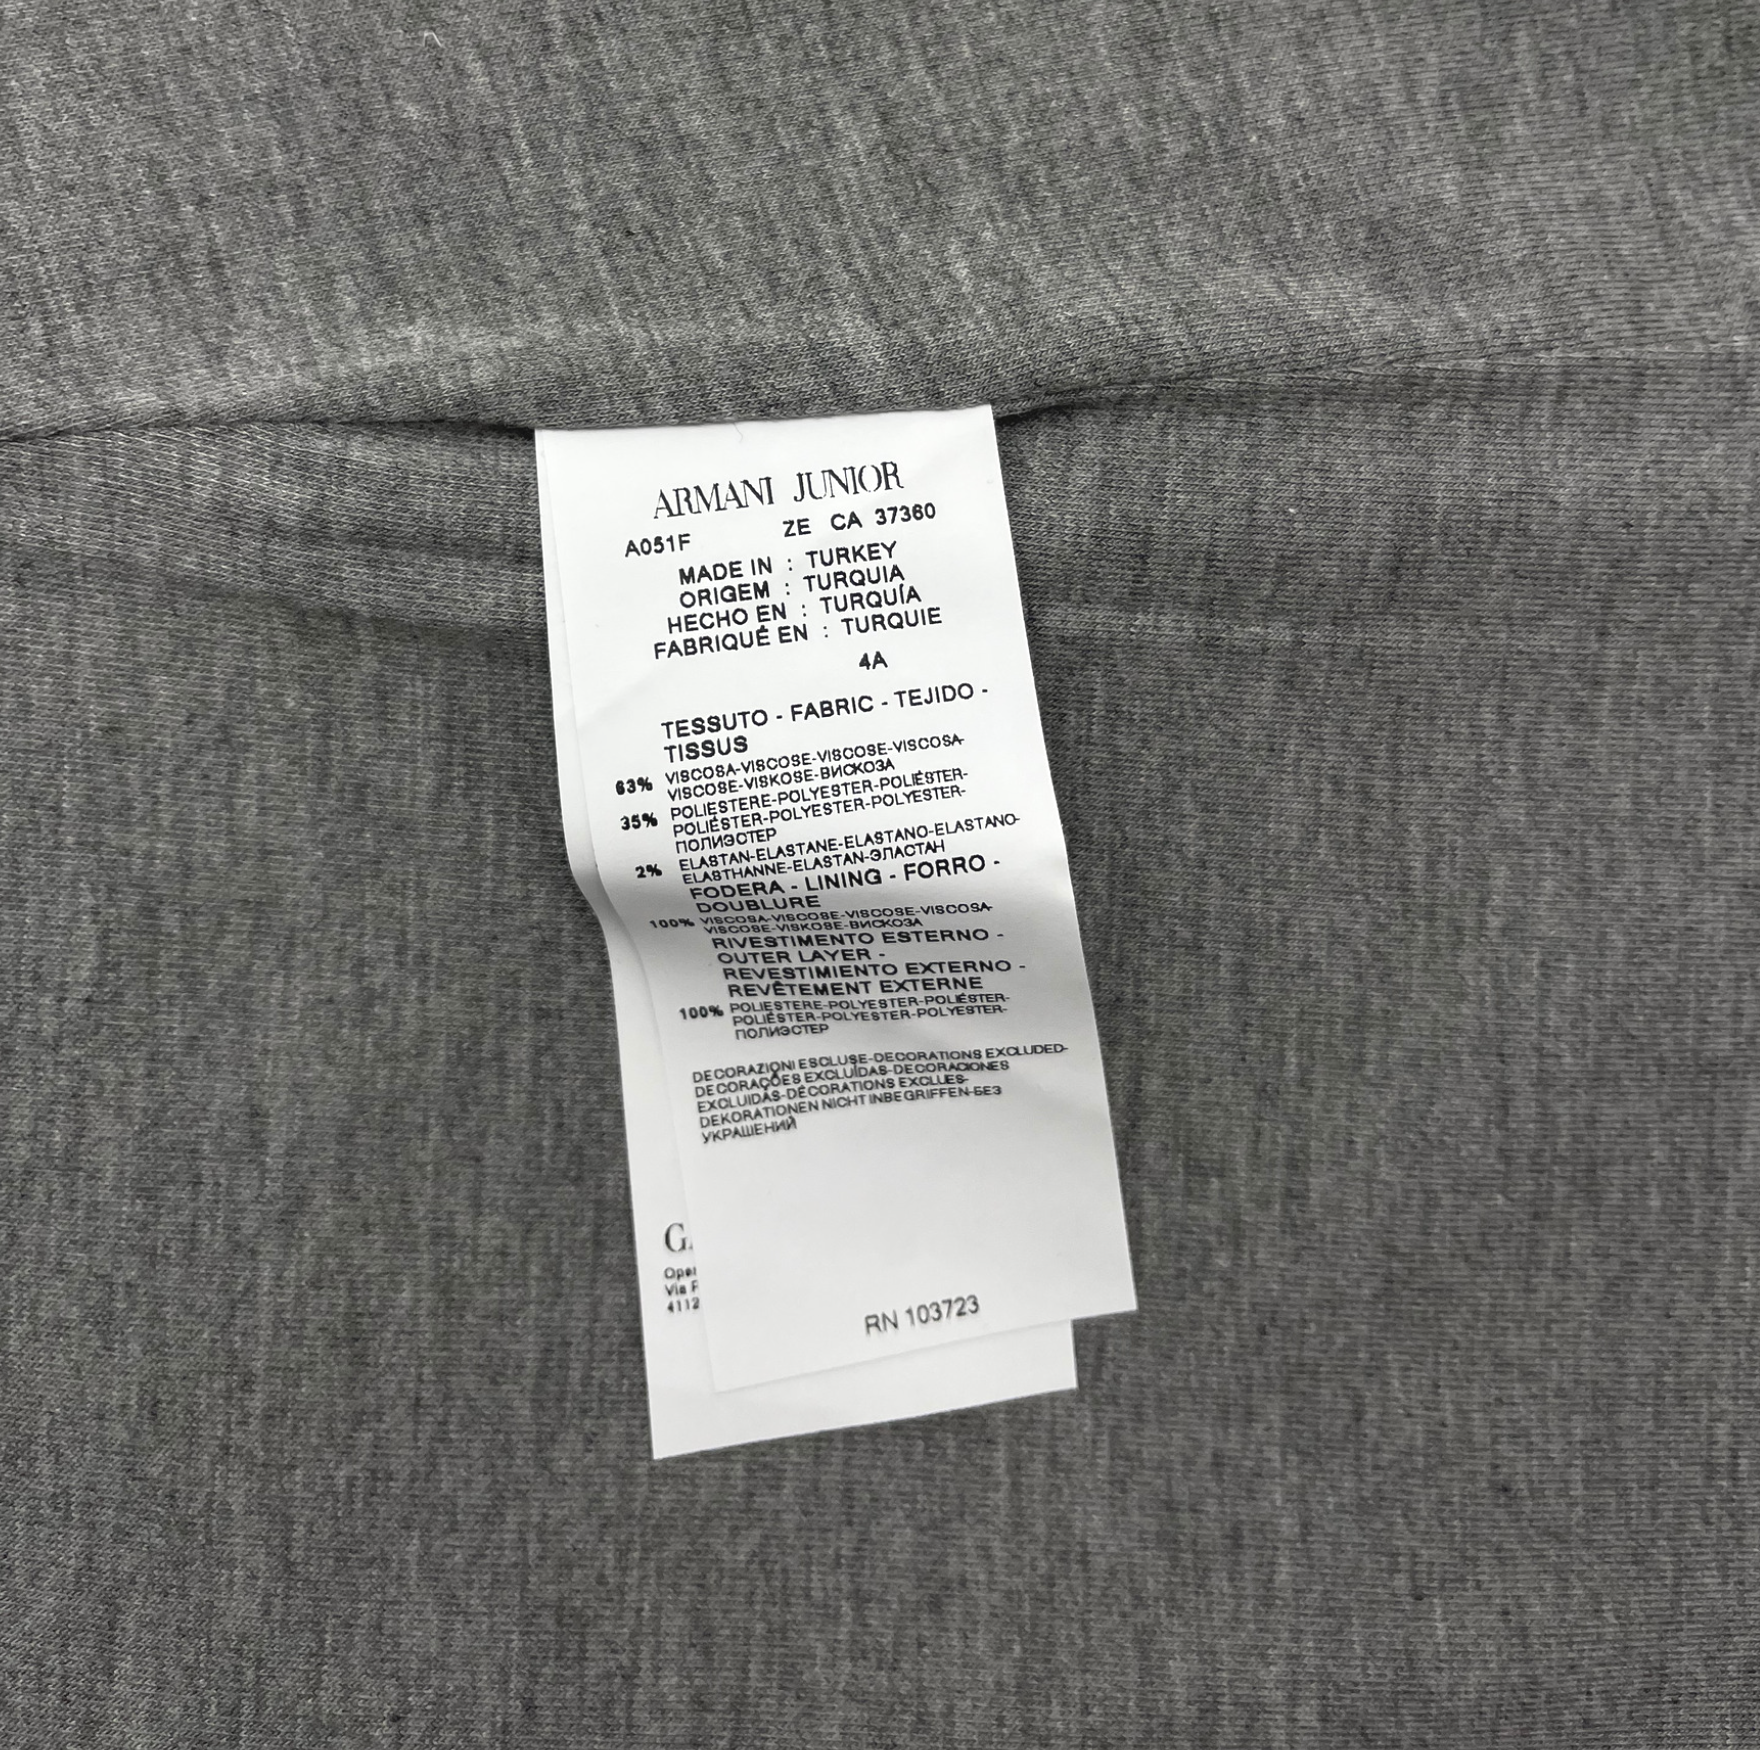 ARMANI JUNIOR
A051F ZE CA 37360
MADE IN : TURKEY
ORIGEM : TURQUIA
HECHO EN : TURQUÍA
FABRIQUÉ EN : TURQUIE
4A
TESSUTO - FABRIC - TEJIDO -
TISSUS
63% VISCOSA-VISCOSE-VISCOSE-VISCOSA-
VISCOSE-VISKOSE-ВИСКОЗА
35% POLIESTERE-POLYESTER-POLIÉSTER-
POLIÉSTER-POLYESTER-POLYESTER-
ПОЛИЭСТЕР
2% ELASTAN-ELASTANE-ELASTANO-ELASTANO-
ELASTHANNE-ELASTAN-ЭЛАСТАН
FODERA - LINING - FORRO -
DOUBLURE
100% VISCOSA-VISCOSE-VISCOSE-VISCOSA-
VISCOSE-VISKOSE-ВИСКОЗА
RIVESTIMENTO ESTERNO -
OUTER LAYER -
REVESTIMIENTO EXTERNO -
REVÊTEMENT EXTERNE
100% POLIESTERE-POLYESTER-POLIÉSTER-
POLIÉSTER-POLYESTER-POLYESTER-
ПОЛИЭСТЕР
DECORAZIONI ESCLUSE-DECORATIONS EXCLUDED-
DECORAÇÕES EXCLUÍDAS-DECORACIONES
EXCLUIDAS-DÉCORATIONS EXCLUES-
DEKORATIONEN NICHT INBEGRIFFEN-БЕЗ
УКРАШЕНИЙ
RN 103723